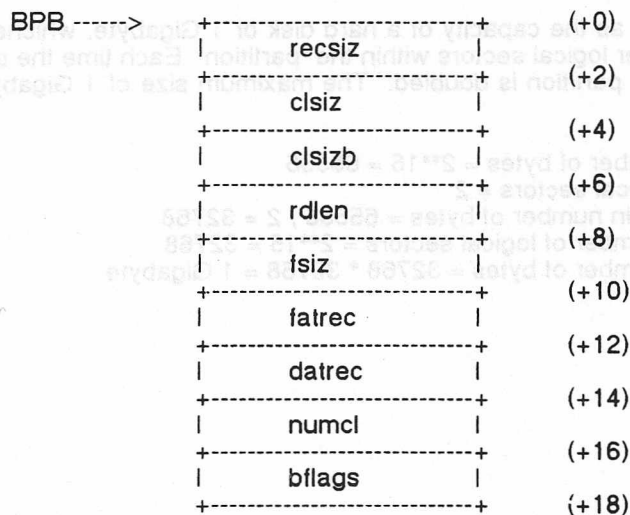 BPB -----> +-----------------------+ (+0)
| recsiz |
+-----------------------+ (+2)
| clsiz |
+-----------------------+ (+4)
| clsizb |
+-----------------------+ (+6)
| rdlen |
+-----------------------+ (+8)
| fsiz |
+-----------------------+ (+10)
| fatrec |
+-----------------------+ (+12)
| datrec |
+-----------------------+ (+14)
| numcl |
+-----------------------+ (+16)
| bflags |
+-----------------------+ (+18)